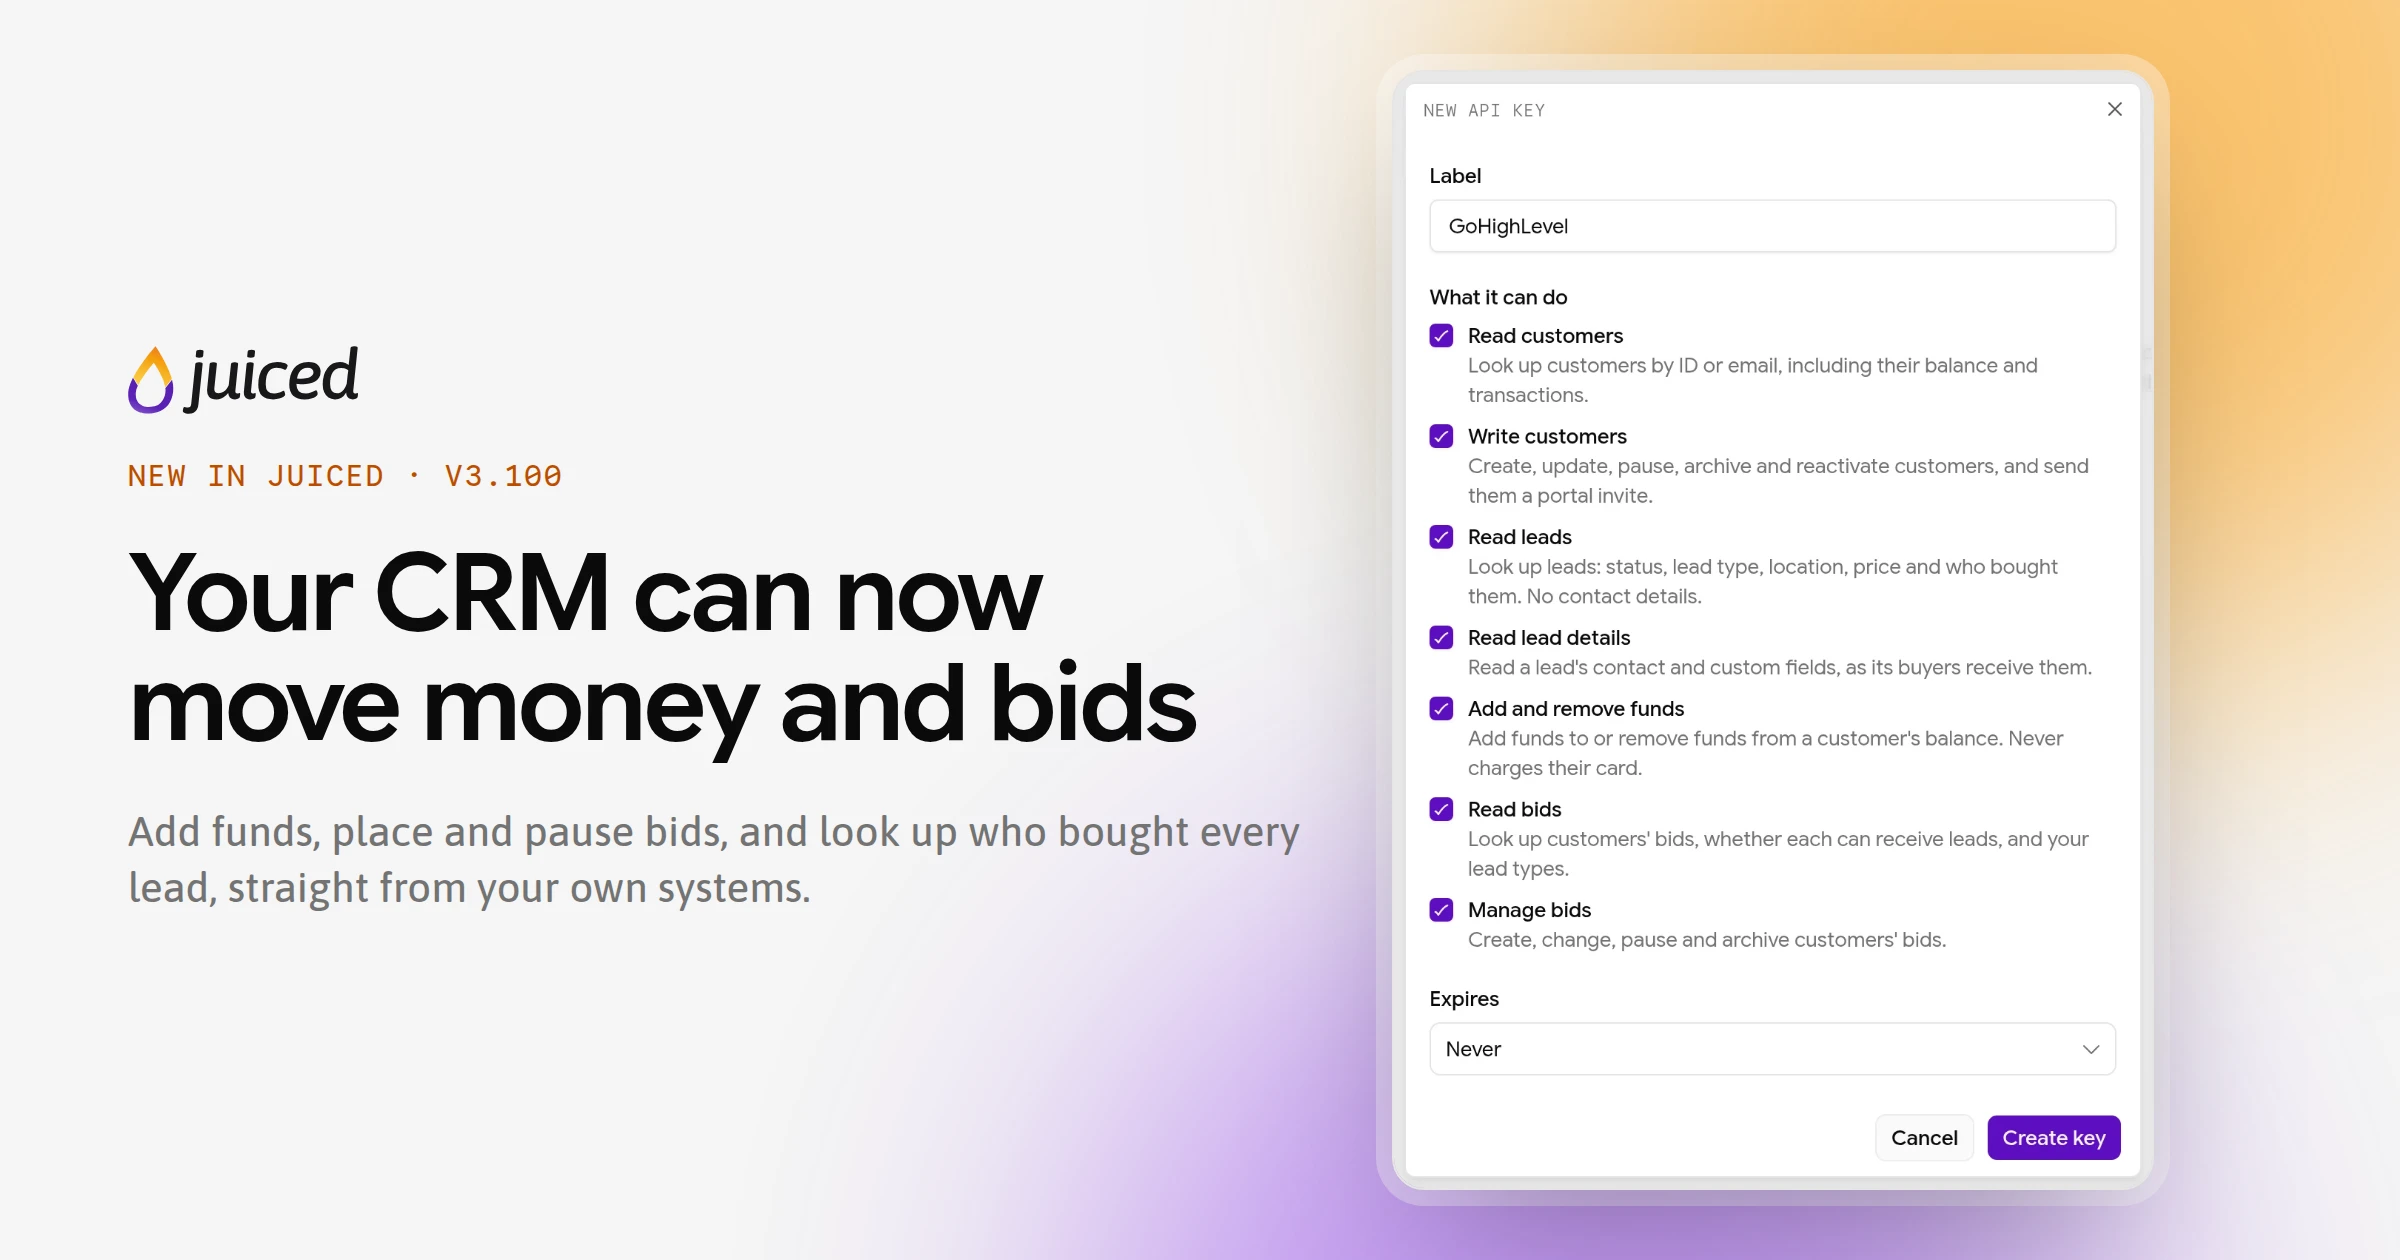 juiced
NEW IN JUICED · V3.100
Your CRM can now
move money and bids
Add funds, place and pause bids, and look up who bought every
lead, straight from your own systems.
NEW API KEY
Label
GoHighLevel
What it can do
Read customers
Look up customers by ID or email, including their balance and
transactions.
Write customers
Create, update, pause, archive and reactivate customers, and send
them a portal invite.
Read leads
Look up leads: status, lead type, location, price and who bought
them. No contact details.
Read lead details
Read a lead's contact and custom fields, as its buyers receive them.
Add and remove funds
Add funds to or remove funds from a customer's balance. Never
charges their card.
Read bids
Look up customers' bids, whether each can receive leads, and your
lead types.
Manage bids
Create, change, pause and archive customers' bids.
Expires
Never
Cancel
Create key